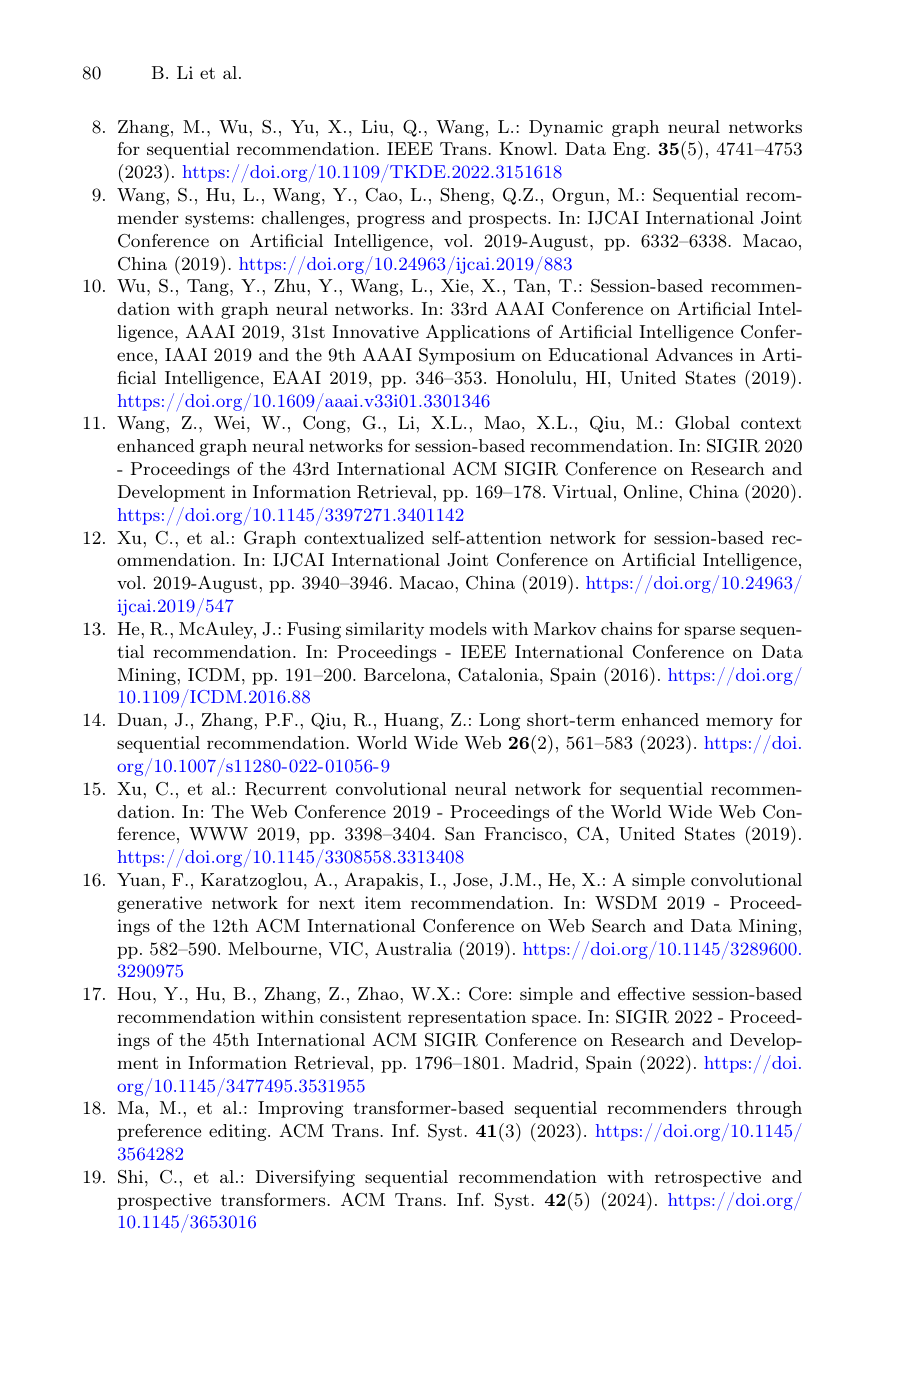 80 B. Li et al.
8. Zhang, M., Wu, S., Yu, X., Liu, Q., Wang, L.: Dynamic graph neural networks
for sequential recommendation. IEEE Trans. Knowl. Data Eng. 35(5), 4741–4753
(2023). https://doi.org/10.1109/TKDE.2022.3151618
9. Wang, S., Hu, L., Wang, Y., Cao, L., Sheng, Q.Z., Orgun, M.: Sequential recom-
mender systems: challenges, progress and prospects. In: IJCAI International Joint
Conference on Artificial Intelligence, vol. 2019-August, pp. 6332–6338. Macao,
China (2019). https://doi.org/10.24963/ijcai.2019/883
10. Wu, S., Tang, Y., Zhu, Y., Wang, L., Xie, X., Tan, T.: Session-based recommen-
dation with graph neural networks. In: 33rd AAAI Conference on Artificial Intel-
ligence, AAAI 2019, 31st Innovative Applications of Artificial Intelligence Confer-
ence, IAAI 2019 and the 9th AAAI Symposium on Educational Advances in Arti-
ficial Intelligence, EAAI 2019, pp. 346–353. Honolulu, HI, United States (2019).
https://doi.org/10.1609/aaai.v33i01.3301346
11. Wang, Z., Wei, W., Cong, G., Li, X.L., Mao, X.L., Qiu, M.: Global context
enhanced graph neural networks for session-based recommendation. In: SIGIR 2020
- Proceedings of the 43rd International ACM SIGIR Conference on Research and
Development in Information Retrieval, pp. 169–178. Virtual, Online, China (2020).
https://doi.org/10.1145/3397271.3401142
12. Xu, C., et al.: Graph contextualized self-attention network for session-based rec-
ommendation. In: IJCAI International Joint Conference on Artificial Intelligence,
vol. 2019-August, pp. 3940–3946. Macao, China (2019). https://doi.org/10.24963/
ijcai.2019/547
13. He, R., McAuley, J.: Fusing similarity models with Markov chains for sparse sequen-
tial recommendation. In: Proceedings - IEEE International Conference on Data
Mining, ICDM, pp. 191–200. Barcelona, Catalonia, Spain (2016). https://doi.org/
10.1109/ICDM.2016.88
14. Duan, J., Zhang, P.F., Qiu, R., Huang, Z.: Long short-term enhanced memory for
sequential recommendation. World Wide Web 26(2), 561–583 (2023). https://doi.
org/10.1007/s11280-022-01056-9
15. Xu, C., et al.: Recurrent convolutional neural network for sequential recommen-
dation. In: The Web Conference 2019 - Proceedings of the World Wide Web Con-
ference, WWW 2019, pp. 3398–3404. San Francisco, CA, United States (2019).
https://doi.org/10.1145/3308558.3313408
16. Yuan, F., Karatzoglou, A., Arapakis, I., Jose, J.M., He, X.: A simple convolutional
generative network for next item recommendation. In: WSDM 2019 - Proceed-
ings of the 12th ACM International Conference on Web Search and Data Mining,
pp. 582–590. Melbourne, VIC, Australia (2019). https://doi.org/10.1145/3289600.
3290975
17. Hou, Y., Hu, B., Zhang, Z., Zhao, W.X.: Core: simple and effective session-based
recommendation within consistent representation space. In: SIGIR 2022 - Proceed-
ings of the 45th International ACM SIGIR Conference on Research and Develop-
ment in Information Retrieval, pp. 1796–1801. Madrid, Spain (2022). https://doi.
org/10.1145/3477495.3531955
18. Ma, M., et al.: Improving transformer-based sequential recommenders through
preference editing. ACM Trans. Inf. Syst. 41(3) (2023). https://doi.org/10.1145/
3564282
19. Shi, C., et al.: Diversifying sequential recommendation with retrospective and
prospective transformers. ACM Trans. Inf. Syst. 42(5) (2024). https://doi.org/
10.1145/3653016